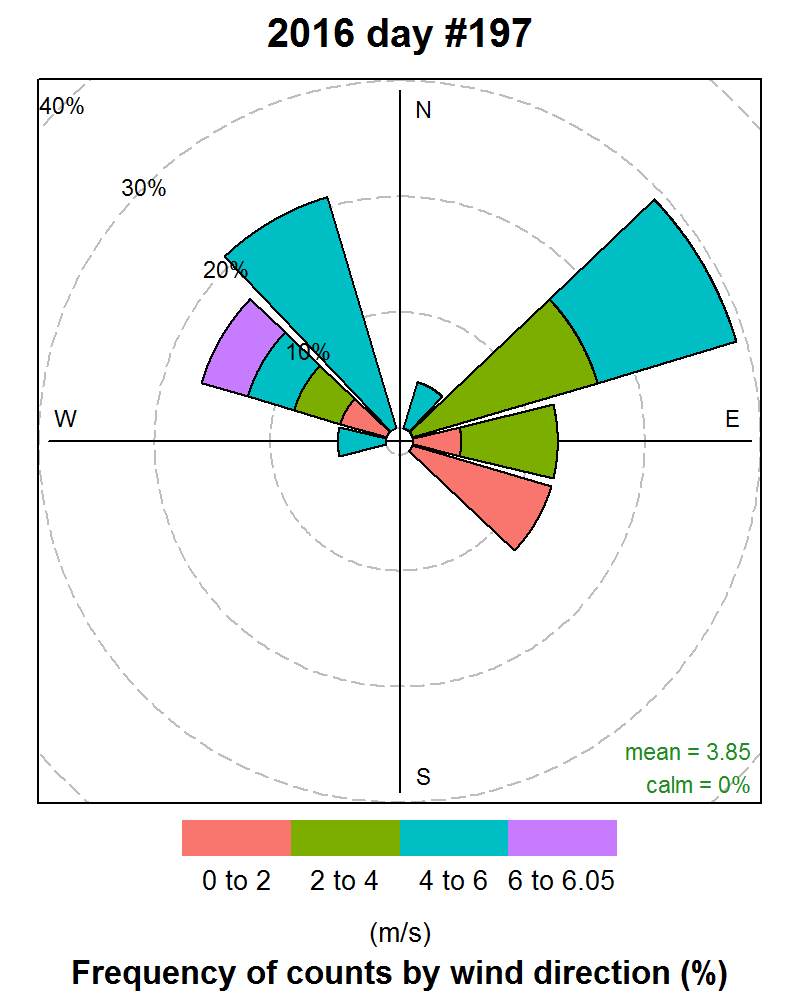 2016 day #197
40%
N
30%
20%
10%
W
E
S
mean = 3.85
calm = 0%
0 to 2
2 to 4
4 to 6
6 to 6.05
(m/s)
Frequency of counts by wind direction (%)